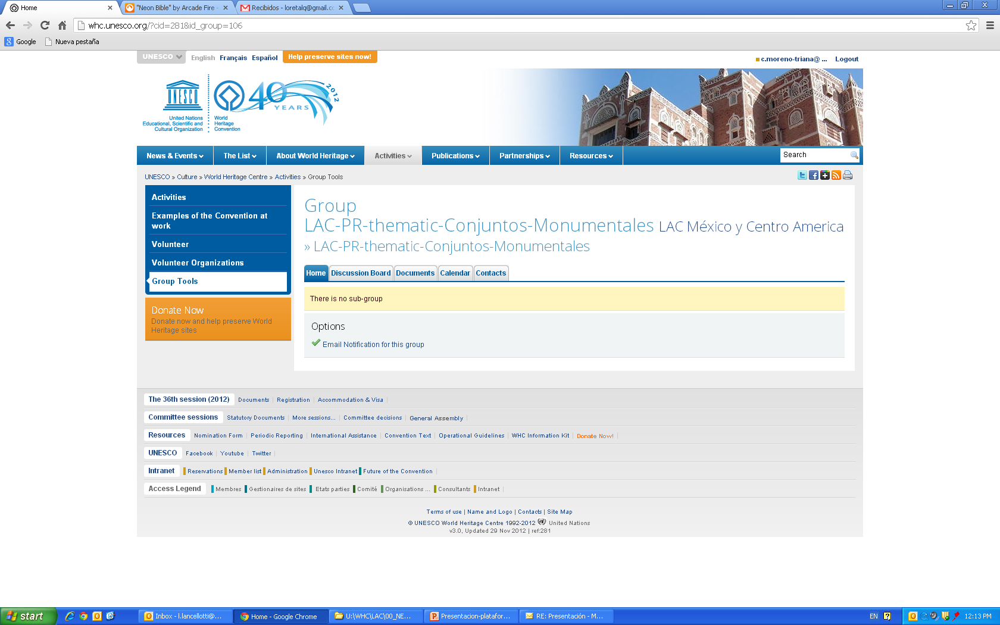 Home
"Neon Bible" by Arcade Fire -
Recibidos - loretalq@gmail.co
whc.unesco.org/?cid=281&id_group=106
Google Nueva pestaña
UNESCO English Français Español Help preserve sites now!
c.moreno-triana@ ... Logout
UNESCO
United Nations
Educational, Scientific and
Cultural Organization
World
Heritage
Convention
40 YEARS 2012
News & Events The List About World Heritage Activities Publications Partnerships Resources Search
UNESCO » Culture » World Heritage Centre » Activities » Group Tools
Activities
Examples of the Convention at
work
Volunteer
Volunteer Organizations
Group Tools
Donate Now
Donate now and help preserve World
Heritage sites
Group
LAC-PR-thematic-Conjuntos-Monumentales LAC México y Centro America
» LAC-PR-thematic-Conjuntos-Monumentales
Home Discussion Board Documents Calendar Contacts
There is no sub-group
Options
Email Notification for this group
The 36th session (2012) Documents | Registration | Accommodation & Visa |
Committee sessions Statutory Documents | More sessions... | Committee decisions | General Assembly |
Resources Nomination Form | Periodic Reporting | International Assistance | Convention Text | Operational Guidelines | WHC Information Kit | Donate Now! |
UNESCO Facebook | Youtube | Twitter |
Intranet Reservations Member list Administration Unesco Intranet Future of the Convention |
Access Legend Membres Gestionaires de sites Etats parties Comité Organisations ... Consultants Intranet |
Terms of use | Name and Logo | Contacts | Site Map
© UNESCO World Heritage Centre 1992-2012 United Nations
v3.0, Updated 29 Nov 2012 | ref:281
start Inbox - l.lancellotti@... Home - Google Chrome U:\WHC\LAC\00_NE... Presentacion-platafor... RE: Presentación - M... EN 12:13 PM